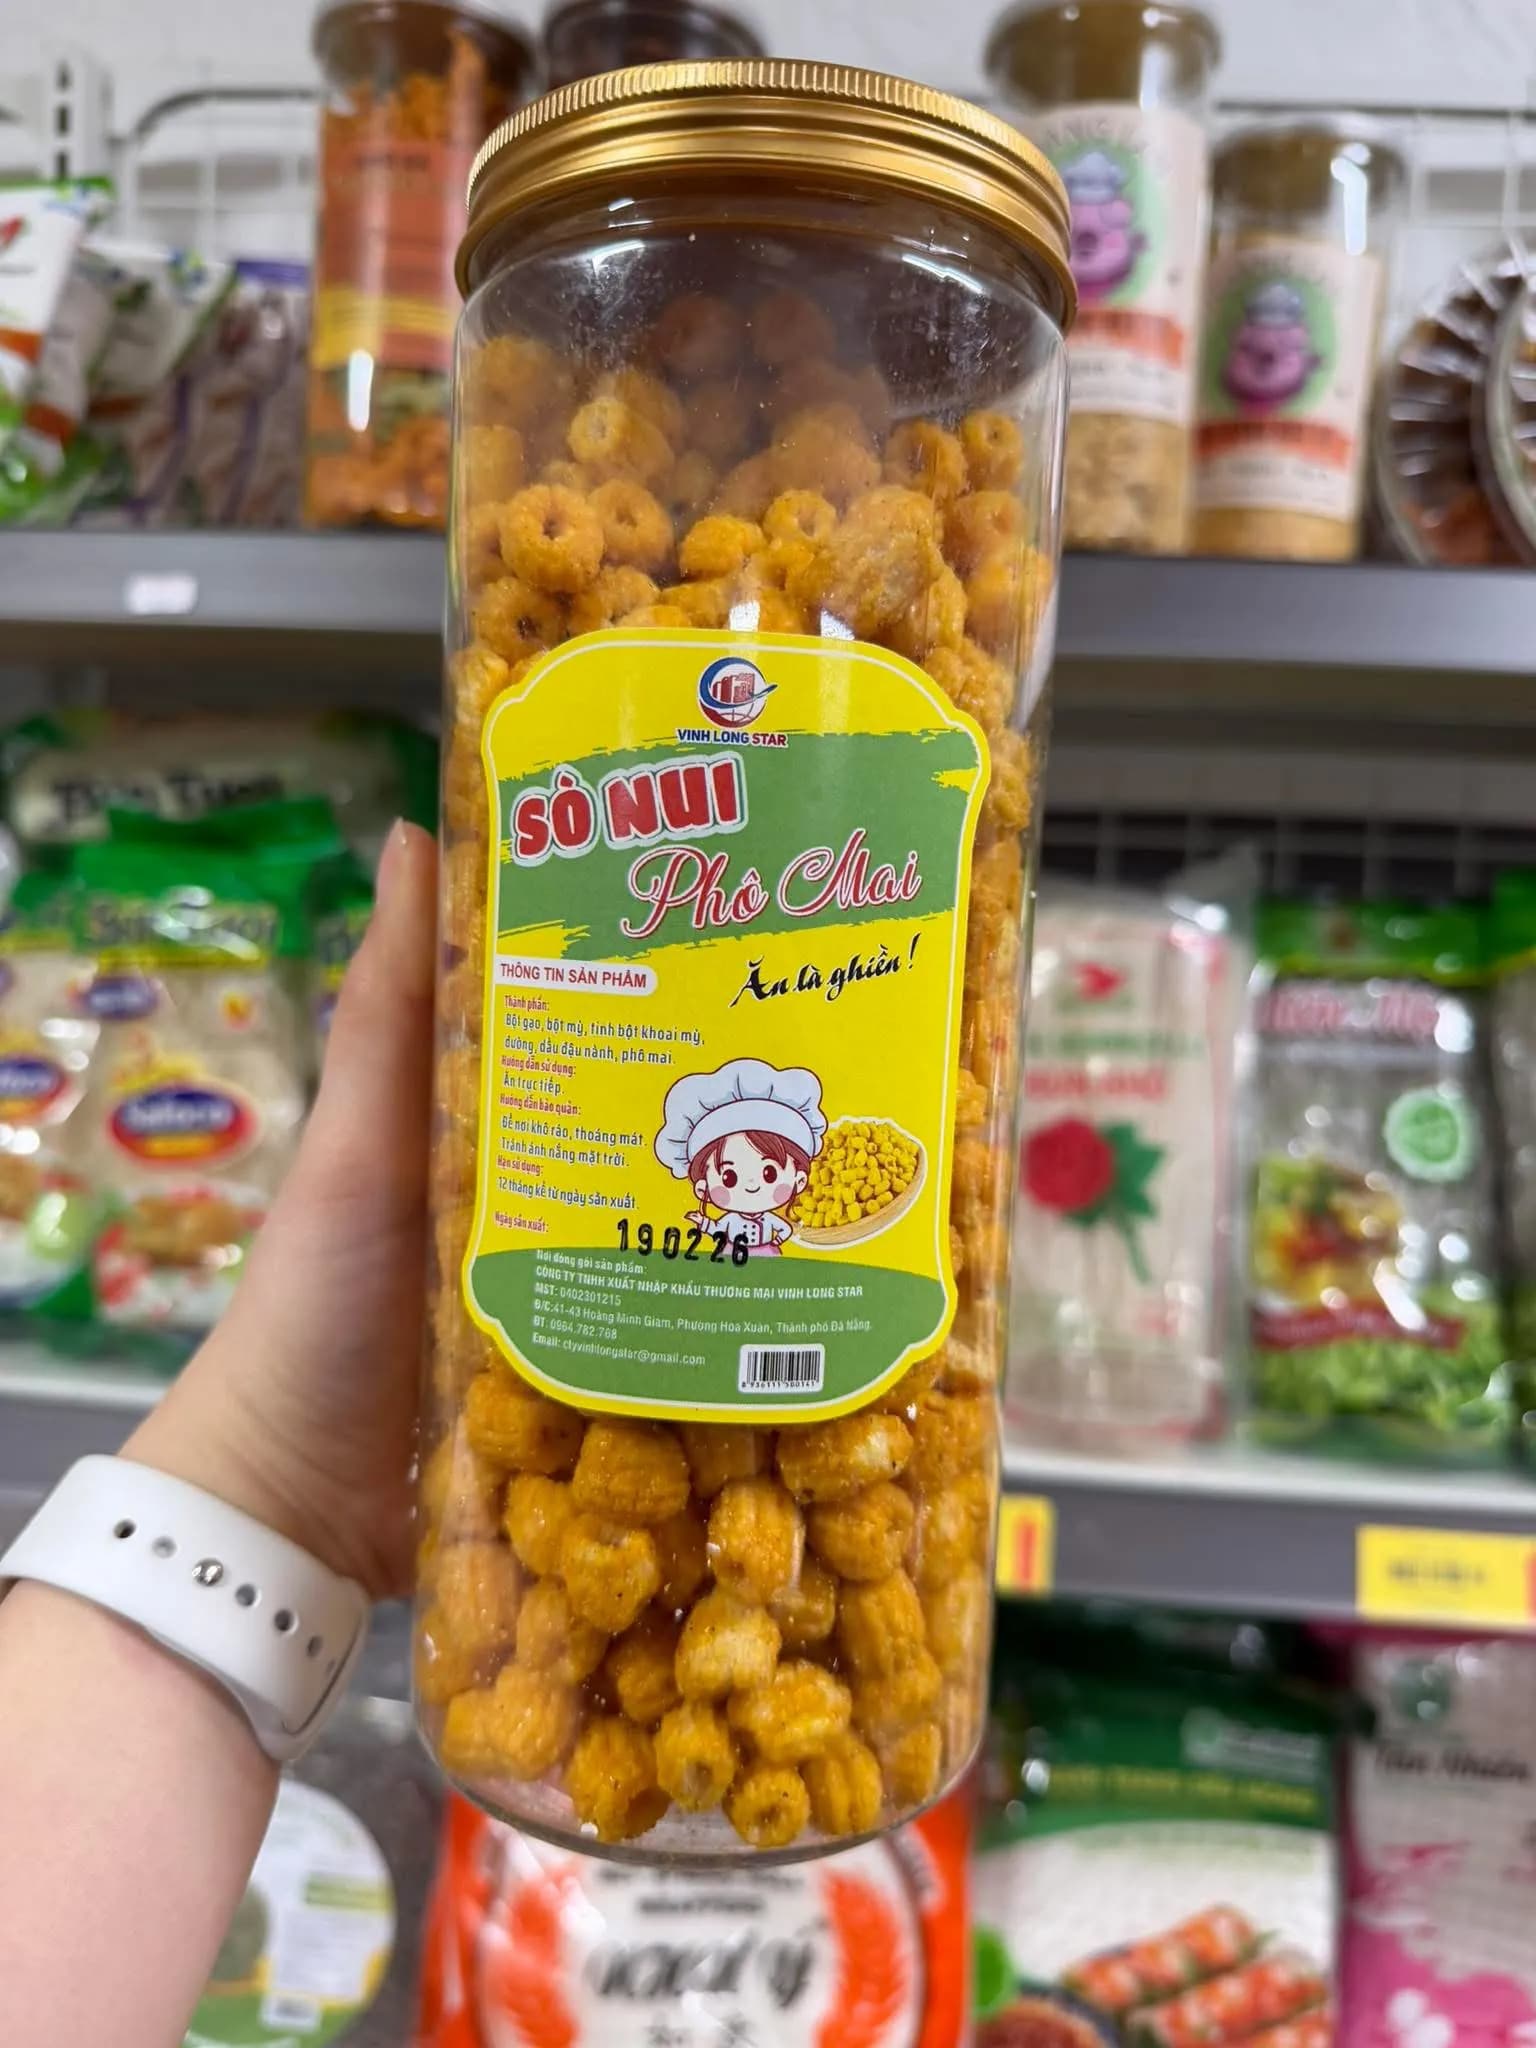 VINH LONG STAR
SÒ NUI
Phô Mai
Ăn là ghiền!
THÔNG TIN SẢN PHẨM
Thành phần:
Bột gạo, bột mỳ, tinh bột khoai mỳ,
đường, dầu đậu nành, phô mai.
Hướng dẫn sử dụng:
Ăn trực tiếp.
Hướng dẫn bảo quản:
Để nơi khô ráo, thoáng mát.
Tránh ánh nắng mặt trời.
Hạn sử dụng:
12 tháng kể từ ngày sản xuất.
Ngày sản xuất:
190226
Nơi đóng gói sản phẩm:
CÔNG TY TNHH XUẤT NHẬP KHẨU THƯƠNG MẠI VINH LONG STAR
MST: 0402301215
Đ/C:41-43 Hoàng Minh Giám, Phường Hoà Xuân, Thành phố Đà Nẵng.
ĐT: 0964.782.768
Email: ctyvinhlongstar@gmail.com
8 936111 500141
Safoco